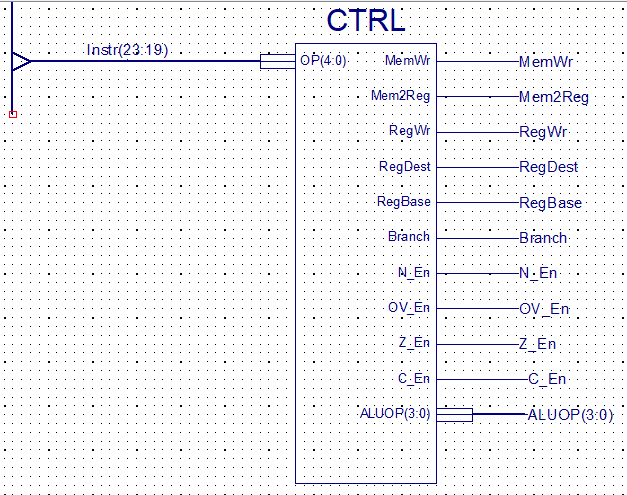 CTRL
Instr(23:19)
OP(4:0) MemWr MemWr
Mem2Reg Mem2Reg
RegWr RegWr
RegDest RegDest
RegBase RegBase
Branch Branch
N_En N_En
OV_En OV_En
Z_En Z_En
C_En C_En
ALUOP(3:0) ALUOP(3:0)